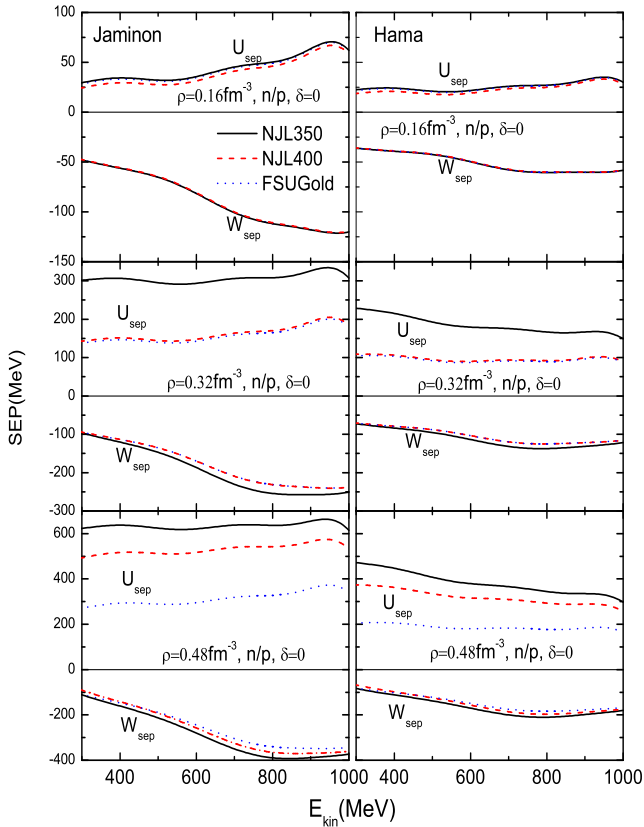 Jaminon
Hama
100
50
0
-50
-100
-150
U_sep
U_sep
ρ=0.16fm^-3, n/p, δ=0
ρ=0.16fm^-3, n/p, δ=0
NJL350
NJL400
FSUGold
W_sep
W_sep
SEP(MeV)
300
200
100
0
-100
-200
-300
U_sep
U_sep
ρ=0.32fm^-3, n/p, δ=0
ρ=0.32fm^-3, n/p, δ=0
W_sep
W_sep
600
400
200
0
-200
-400
U_sep
U_sep
ρ=0.48fm^-3, n/p, δ=0
ρ=0.48fm^-3, n/p, δ=0
W_sep
W_sep
400 600 800 1000 400 600 800 1000
E_kin(MeV)